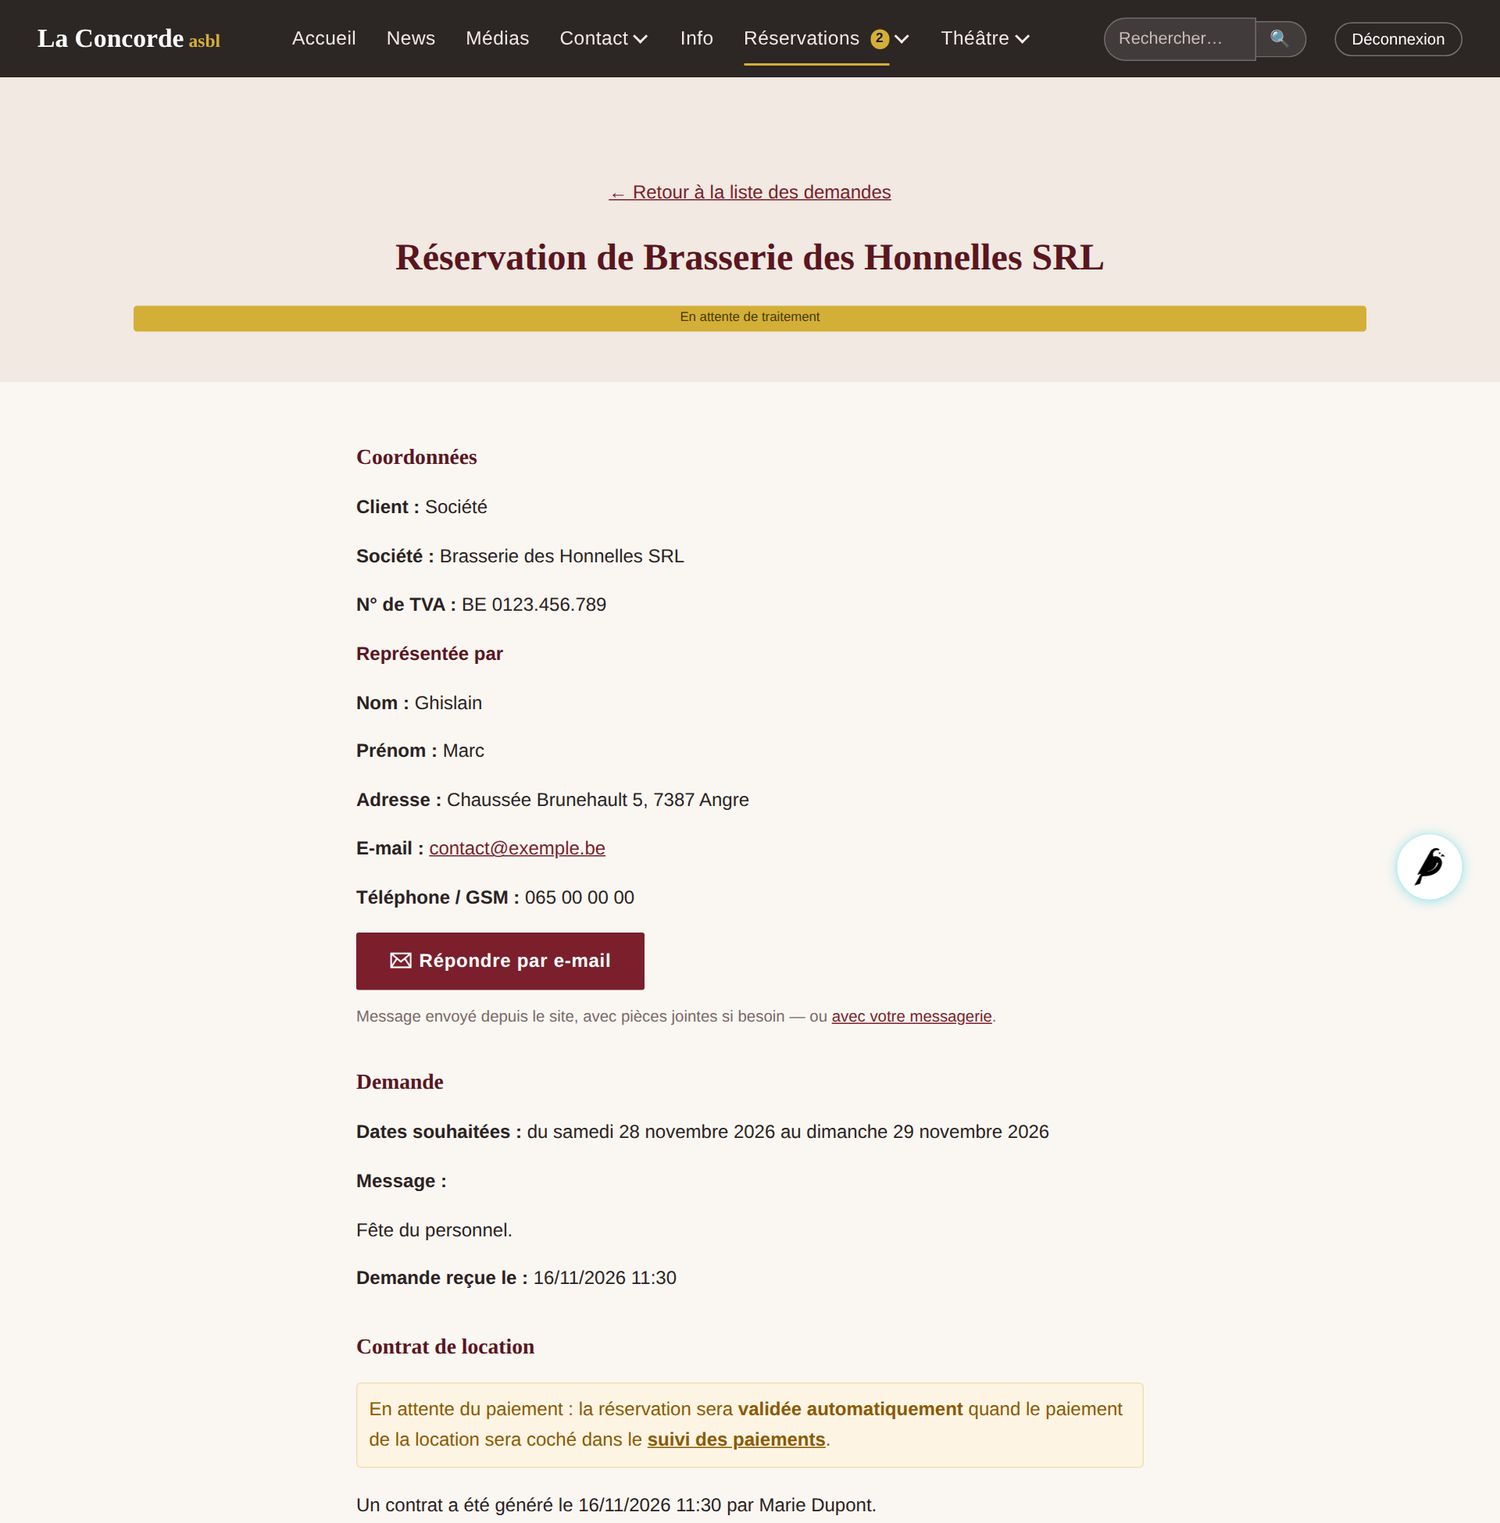 La Concorde asbl
Accueil
News
Médias
Contact
Info
Réservations 2
Théâtre
Rechercher…
Déconnexion
← Retour à la liste des demandes
Réservation de Brasserie des Honnelles SRL
En attente de traitement
Coordonnées
Client : Société
Société : Brasserie des Honnelles SRL
N° de TVA : BE 0123.456.789
Représentée par
Nom : Ghislain
Prénom : Marc
Adresse : Chaussée Brunehault 5, 7387 Angre
E-mail : contact@exemple.be
Téléphone / GSM : 065 00 00 00
Répondre par e-mail
Message envoyé depuis le site, avec pièces jointes si besoin — ou avec votre messagerie.
Demande
Dates souhaitées : du samedi 28 novembre 2026 au dimanche 29 novembre 2026
Message :
Fête du personnel.
Demande reçue le : 16/11/2026 11:30
Contrat de location
En attente du paiement : la réservation sera validée automatiquement quand le paiement
de la location sera coché dans le suivi des paiements.
Un contrat a été généré le 16/11/2026 11:30 par Marie Dupont.